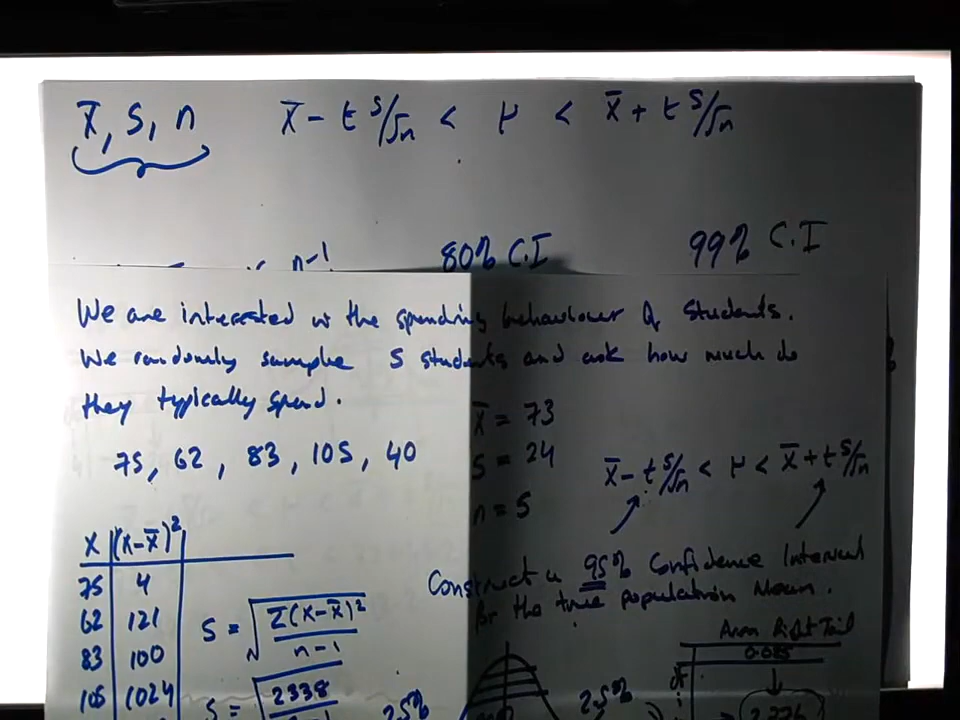 x̄, s, n    x̄ - t s/√n < μ < x̄ + t s/√n
n-1    80% C.I    99% C.I
We are interested in the spending behaviour of students.
We randomly sample 5 students and ask how much do
they typically spend.
75, 62, 83, 105, 40
x̄ = 73
s = 24
n = 5
x̄ - t s/√n < μ < x̄ + t s/√n
Construct a 95% Confidence Interval
for the true population Mean.
x | (x-x̄)²
75 | 4
62 | 121
83 | 100
105 | 1024
s = √ Σ(x-x̄)² / n-1
s = √ 2338
2.5%
2.5%
Area Right Tail
0.025
df
2.776